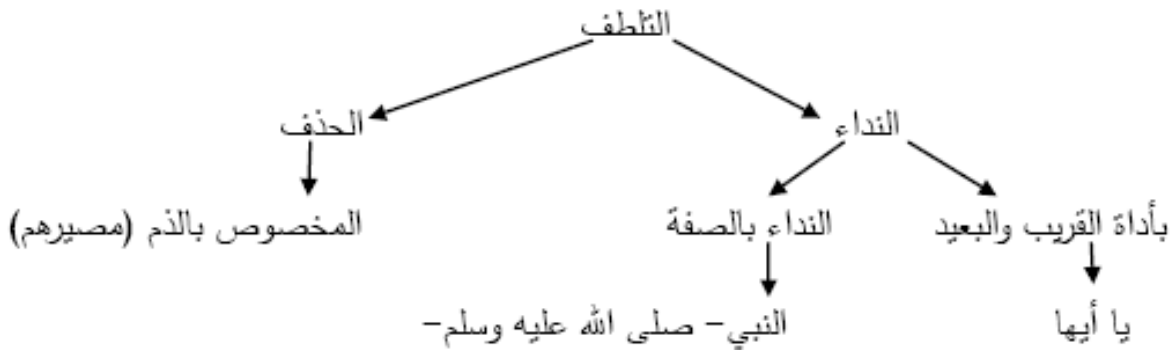 التلطف
النداء الحذف
بأداة القريب والبعيد النداء بالصفة المخصوص بالذم (مصيرهم)
يا أيها النبي- صلى الله عليه وسلم-